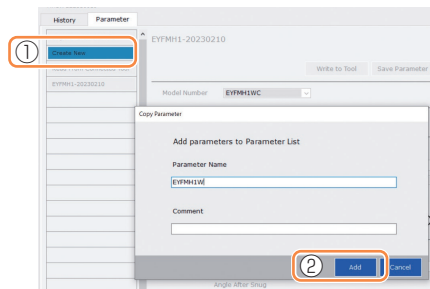 History Parameter
EYFMH1-20230210
①
Create New
Write to Tool Save Parameter
EYFMH1-20230210
Model Number EYFMH1WC
Copy Parameter
Add parameters to Parameter List
Parameter Name
EYFMH1W
Comment
② Add Cancel
Angle After Snug